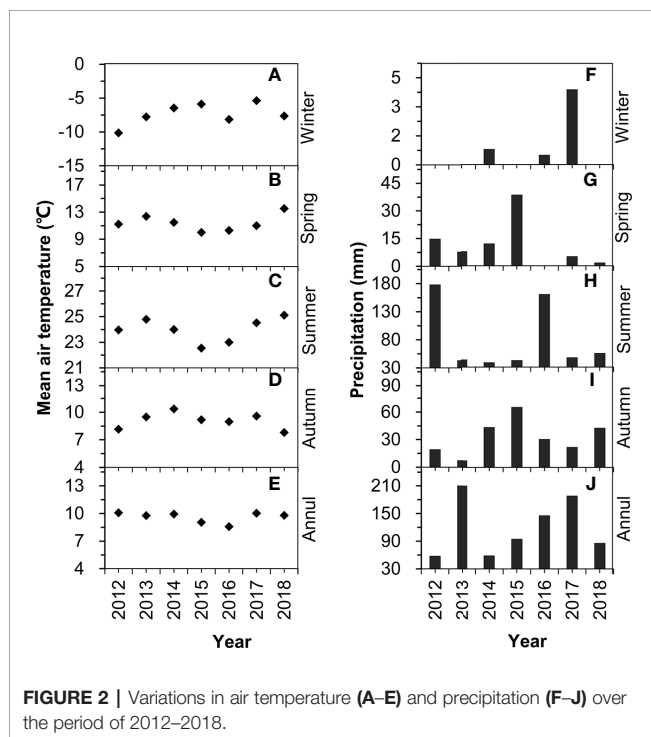 0
-5
-10
-15
A
Winter
17
13
9
5
B
Spring
27
25
23
21
C
Summer
13
10
7
4
D
Autumn
13
10
7
4
E
Annul
Mean air temperature (℃)
2012 2013 2014 2015 2016 2017 2018
Year
5
3
2
0
F
Winter
45
30
15
0
G
Spring
180
130
80
30
H
Summer
90
60
30
0
I
Autumn
210
150
90
30
J
Annul
Precipitation (mm)
2012 2013 2014 2015 2016 2017 2018
Year
FIGURE 2 | Variations in air temperature (A–E) and precipitation (F–J) over
the period of 2012–2018.